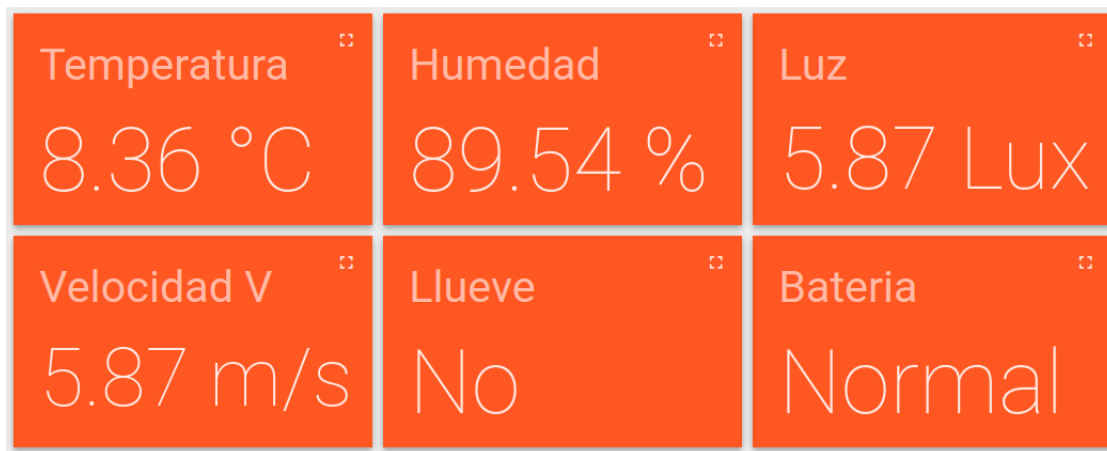 Temperatura
8.36 °C
Humedad
89.54 %
Luz
5.87 Lux
Velocidad V
5.87 m/s
Llueve
No
Bateria
Normal